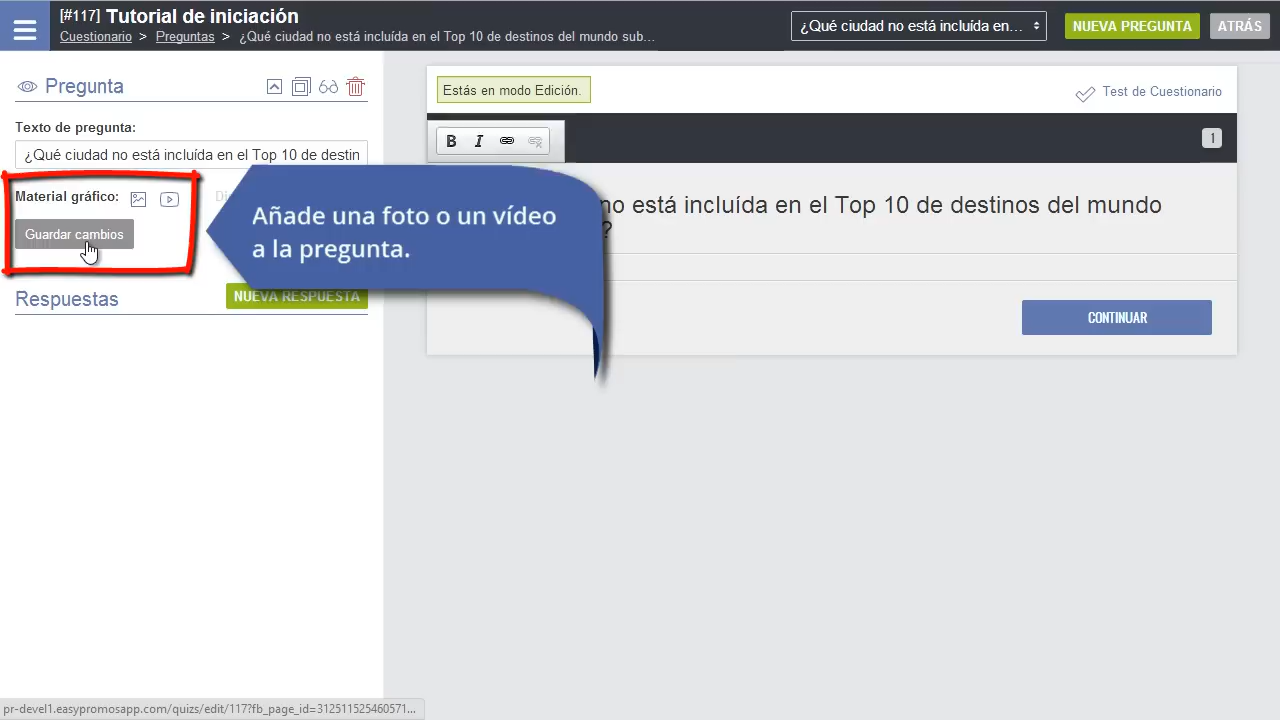 [#117] Tutorial de iniciación
Cuestionario > Preguntas > ¿Qué ciudad no está incluída en el Top 10 de destinos del mundo sub...
¿Qué ciudad no está incluída en...
NUEVA PREGUNTA
ATRÁS
Pregunta
Texto de pregunta:
¿Qué ciudad no está incluída en el Top 10 de destin
Material gráfico:
Guardar cambios
Respuestas
NUEVA RESPUESTA
Añade una foto o un vídeo
a la pregunta.
Estás en modo Edición.
Test de Cuestionario
B I
1
no está incluída en el Top 10 de destinos del mundo
?
CONTINUAR
pr-devel1.easypromosapp.com/quizs/edit/117?fb_page_id=312511525460571...